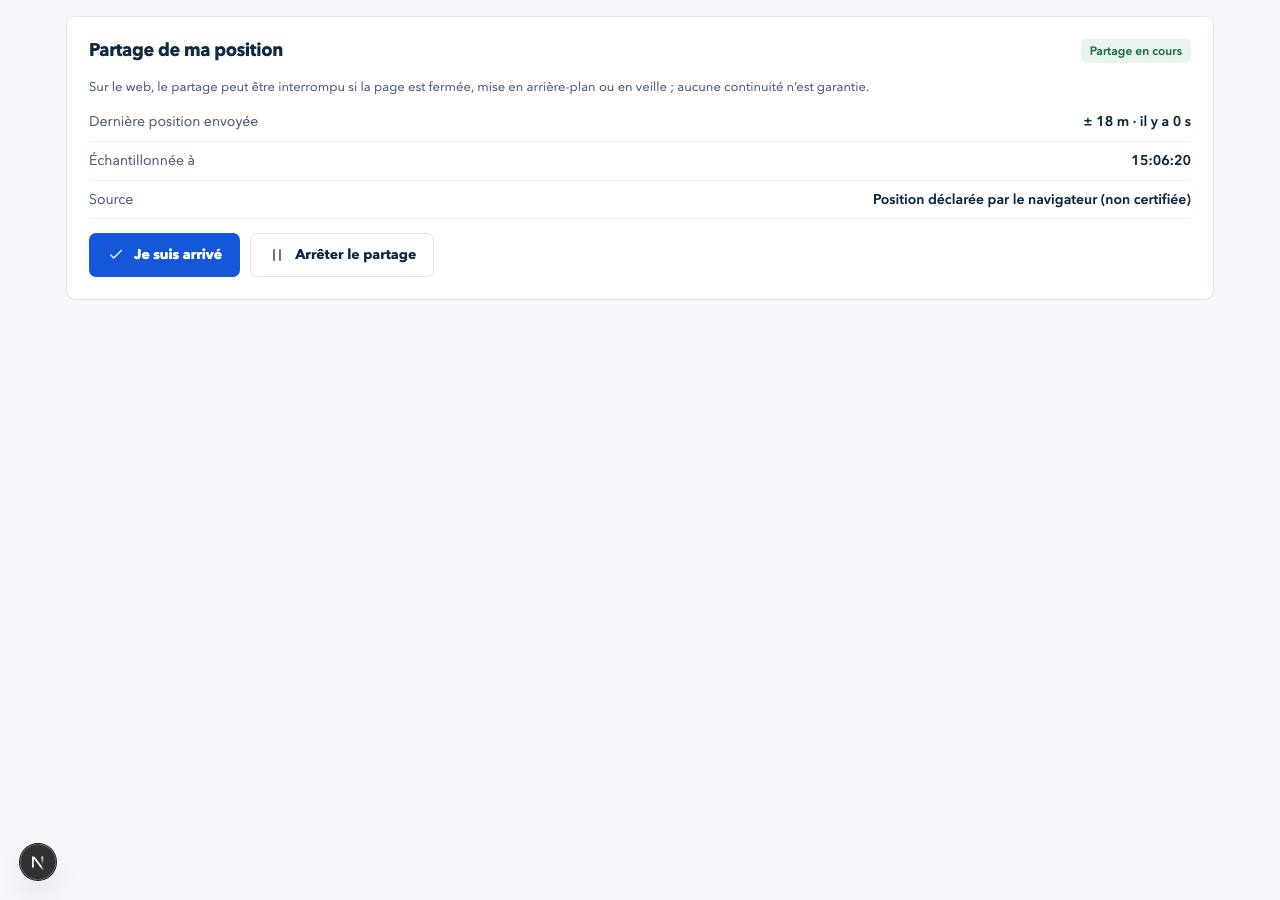 Partage de ma position
Partage en cours
Sur le web, le partage peut être interrompu si la page est fermée, mise en arrière-plan ou en veille ; aucune continuité n’est garantie.
Dernière position envoyée
± 18 m · il y a 0 s
Échantillonnée à
15:06:20
Source
Position déclarée par le navigateur (non certifiée)
Je suis arrivé
Arrêter le partage
N